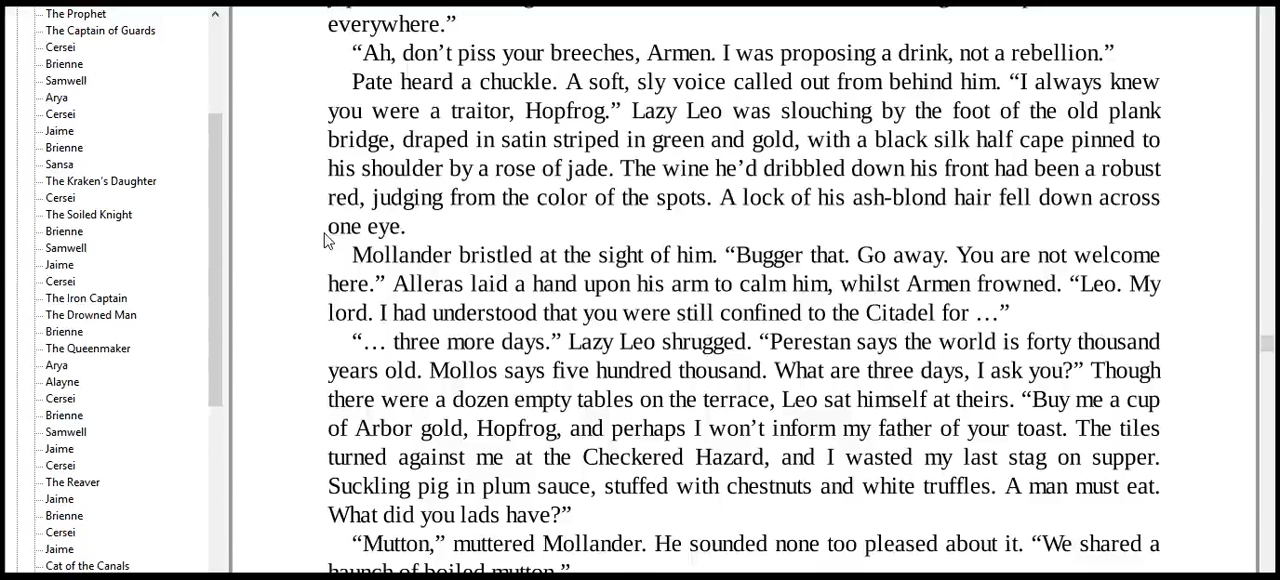 The Prophet
The Captain of Guards
Cersei
Brienne
Samwell
Arya
Cersei
Jaime
Brienne
Sansa
The Kraken's Daughter
Cersei
The Soiled Knight
Brienne
Samwell
Jaime
Cersei
The Iron Captain
The Drowned Man
Brienne
The Queenmaker
Arya
Alayne
Cersei
Brienne
Samwell
Jaime
Cersei
The Reaver
Jaime
Brienne
Cersei
Jaime
Cat of the Canals
everywhere.”
“Ah, don’t piss your breeches, Armen. I was proposing a drink, not a rebellion.”
Pate heard a chuckle. A soft, sly voice called out from behind him. “I always knew
you were a traitor, Hopfrog.” Lazy Leo was slouching by the foot of the old plank
bridge, draped in satin striped in green and gold, with a black silk half cape pinned to
his shoulder by a rose of jade. The wine he’d dribbled down his front had been a robust
red, judging from the color of the spots. A lock of his ash-blond hair fell down across
one eye.
Mollander bristled at the sight of him. “Bugger that. Go away. You are not welcome
here.” Alleras laid a hand upon his arm to calm him, whilst Armen frowned. “Leo. My
lord. I had understood that you were still confined to the Citadel for …”
“… three more days.” Lazy Leo shrugged. “Perestan says the world is forty thousand
years old. Mollos says five hundred thousand. What are three days, I ask you?” Though
there were a dozen empty tables on the terrace, Leo sat himself at theirs. “Buy me a cup
of Arbor gold, Hopfrog, and perhaps I won’t inform my father of your toast. The tiles
turned against me at the Checkered Hazard, and I wasted my last stag on supper.
Suckling pig in plum sauce, stuffed with chestnuts and white truffles. A man must eat.
What did you lads have?”
“Mutton,” muttered Mollander. He sounded none too pleased about it. “We shared a
haunch of boiled mutton.”